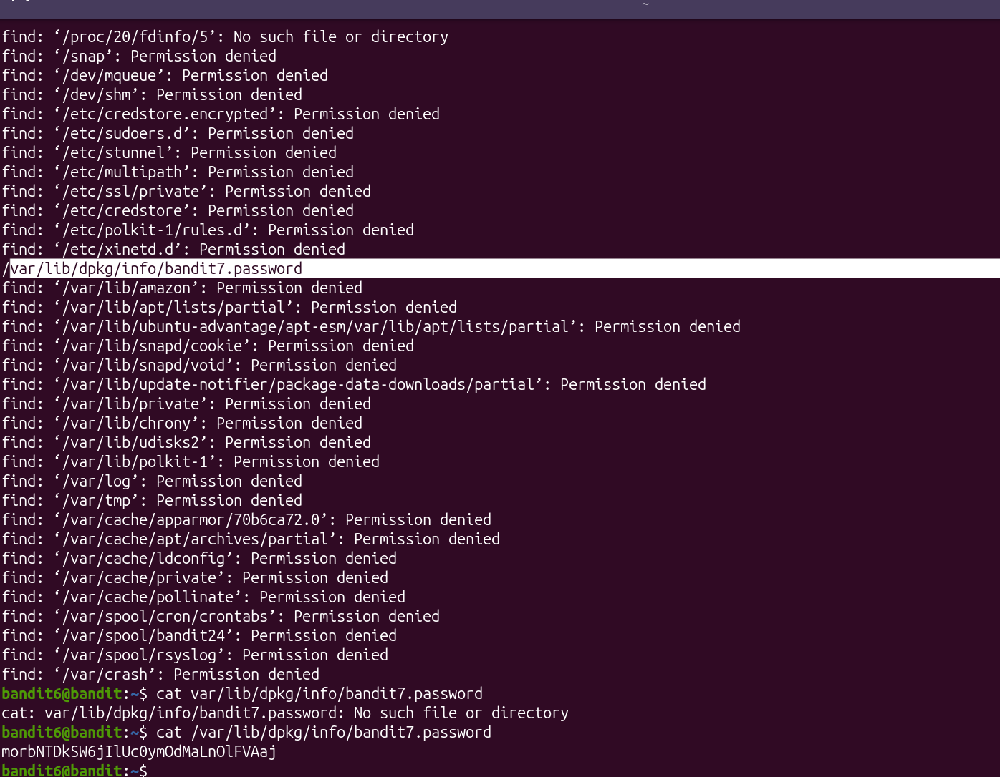 ~
find: ‘/proc/20/fdinfo/5’: No such file or directory
find: ‘/snap’: Permission denied
find: ‘/dev/mqueue’: Permission denied
find: ‘/dev/shm’: Permission denied
find: ‘/etc/credstore.encrypted’: Permission denied
find: ‘/etc/sudoers.d’: Permission denied
find: ‘/etc/stunnel’: Permission denied
find: ‘/etc/multipath’: Permission denied
find: ‘/etc/ssl/private’: Permission denied
find: ‘/etc/credstore’: Permission denied
find: ‘/etc/polkit-1/rules.d’: Permission denied
find: ‘/etc/xinetd.d’: Permission denied
/var/lib/dpkg/info/bandit7.password
find: ‘/var/lib/amazon’: Permission denied
find: ‘/var/lib/apt/lists/partial’: Permission denied
find: ‘/var/lib/ubuntu-advantage/apt-esm/var/lib/apt/lists/partial’: Permission denied
find: ‘/var/lib/snapd/cookie’: Permission denied
find: ‘/var/lib/snapd/void’: Permission denied
find: ‘/var/lib/update-notifier/package-data-downloads/partial’: Permission denied
find: ‘/var/lib/private’: Permission denied
find: ‘/var/lib/chrony’: Permission denied
find: ‘/var/lib/udisks2’: Permission denied
find: ‘/var/lib/polkit-1’: Permission denied
find: ‘/var/log’: Permission denied
find: ‘/var/tmp’: Permission denied
find: ‘/var/cache/apparmor/70b6ca72.0’: Permission denied
find: ‘/var/cache/apt/archives/partial’: Permission denied
find: ‘/var/cache/ldconfig’: Permission denied
find: ‘/var/cache/private’: Permission denied
find: ‘/var/cache/pollinate’: Permission denied
find: ‘/var/spool/cron/crontabs’: Permission denied
find: ‘/var/spool/bandit24’: Permission denied
find: ‘/var/spool/rsyslog’: Permission denied
find: ‘/var/crash’: Permission denied
bandit6@bandit:~$ cat var/lib/dpkg/info/bandit7.password
cat: var/lib/dpkg/info/bandit7.password: No such file or directory
bandit6@bandit:~$ cat /var/lib/dpkg/info/bandit7.password
morbNTDkSW6jIlUc0ymOdMaLnOlFVAaj
bandit6@bandit:~$